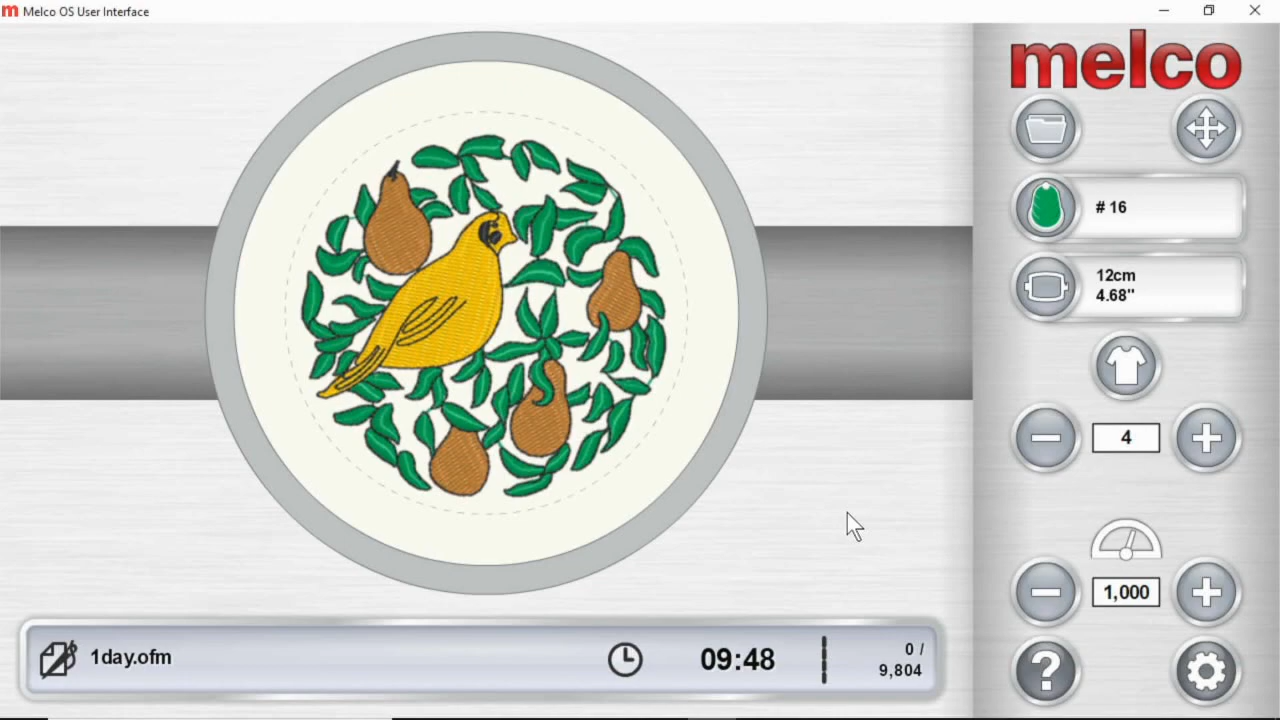 m Melco OS User Interface
melco
# 16
12cm
4.68"
4
1,000
?
1day.ofm
09:48
0 /
9,804